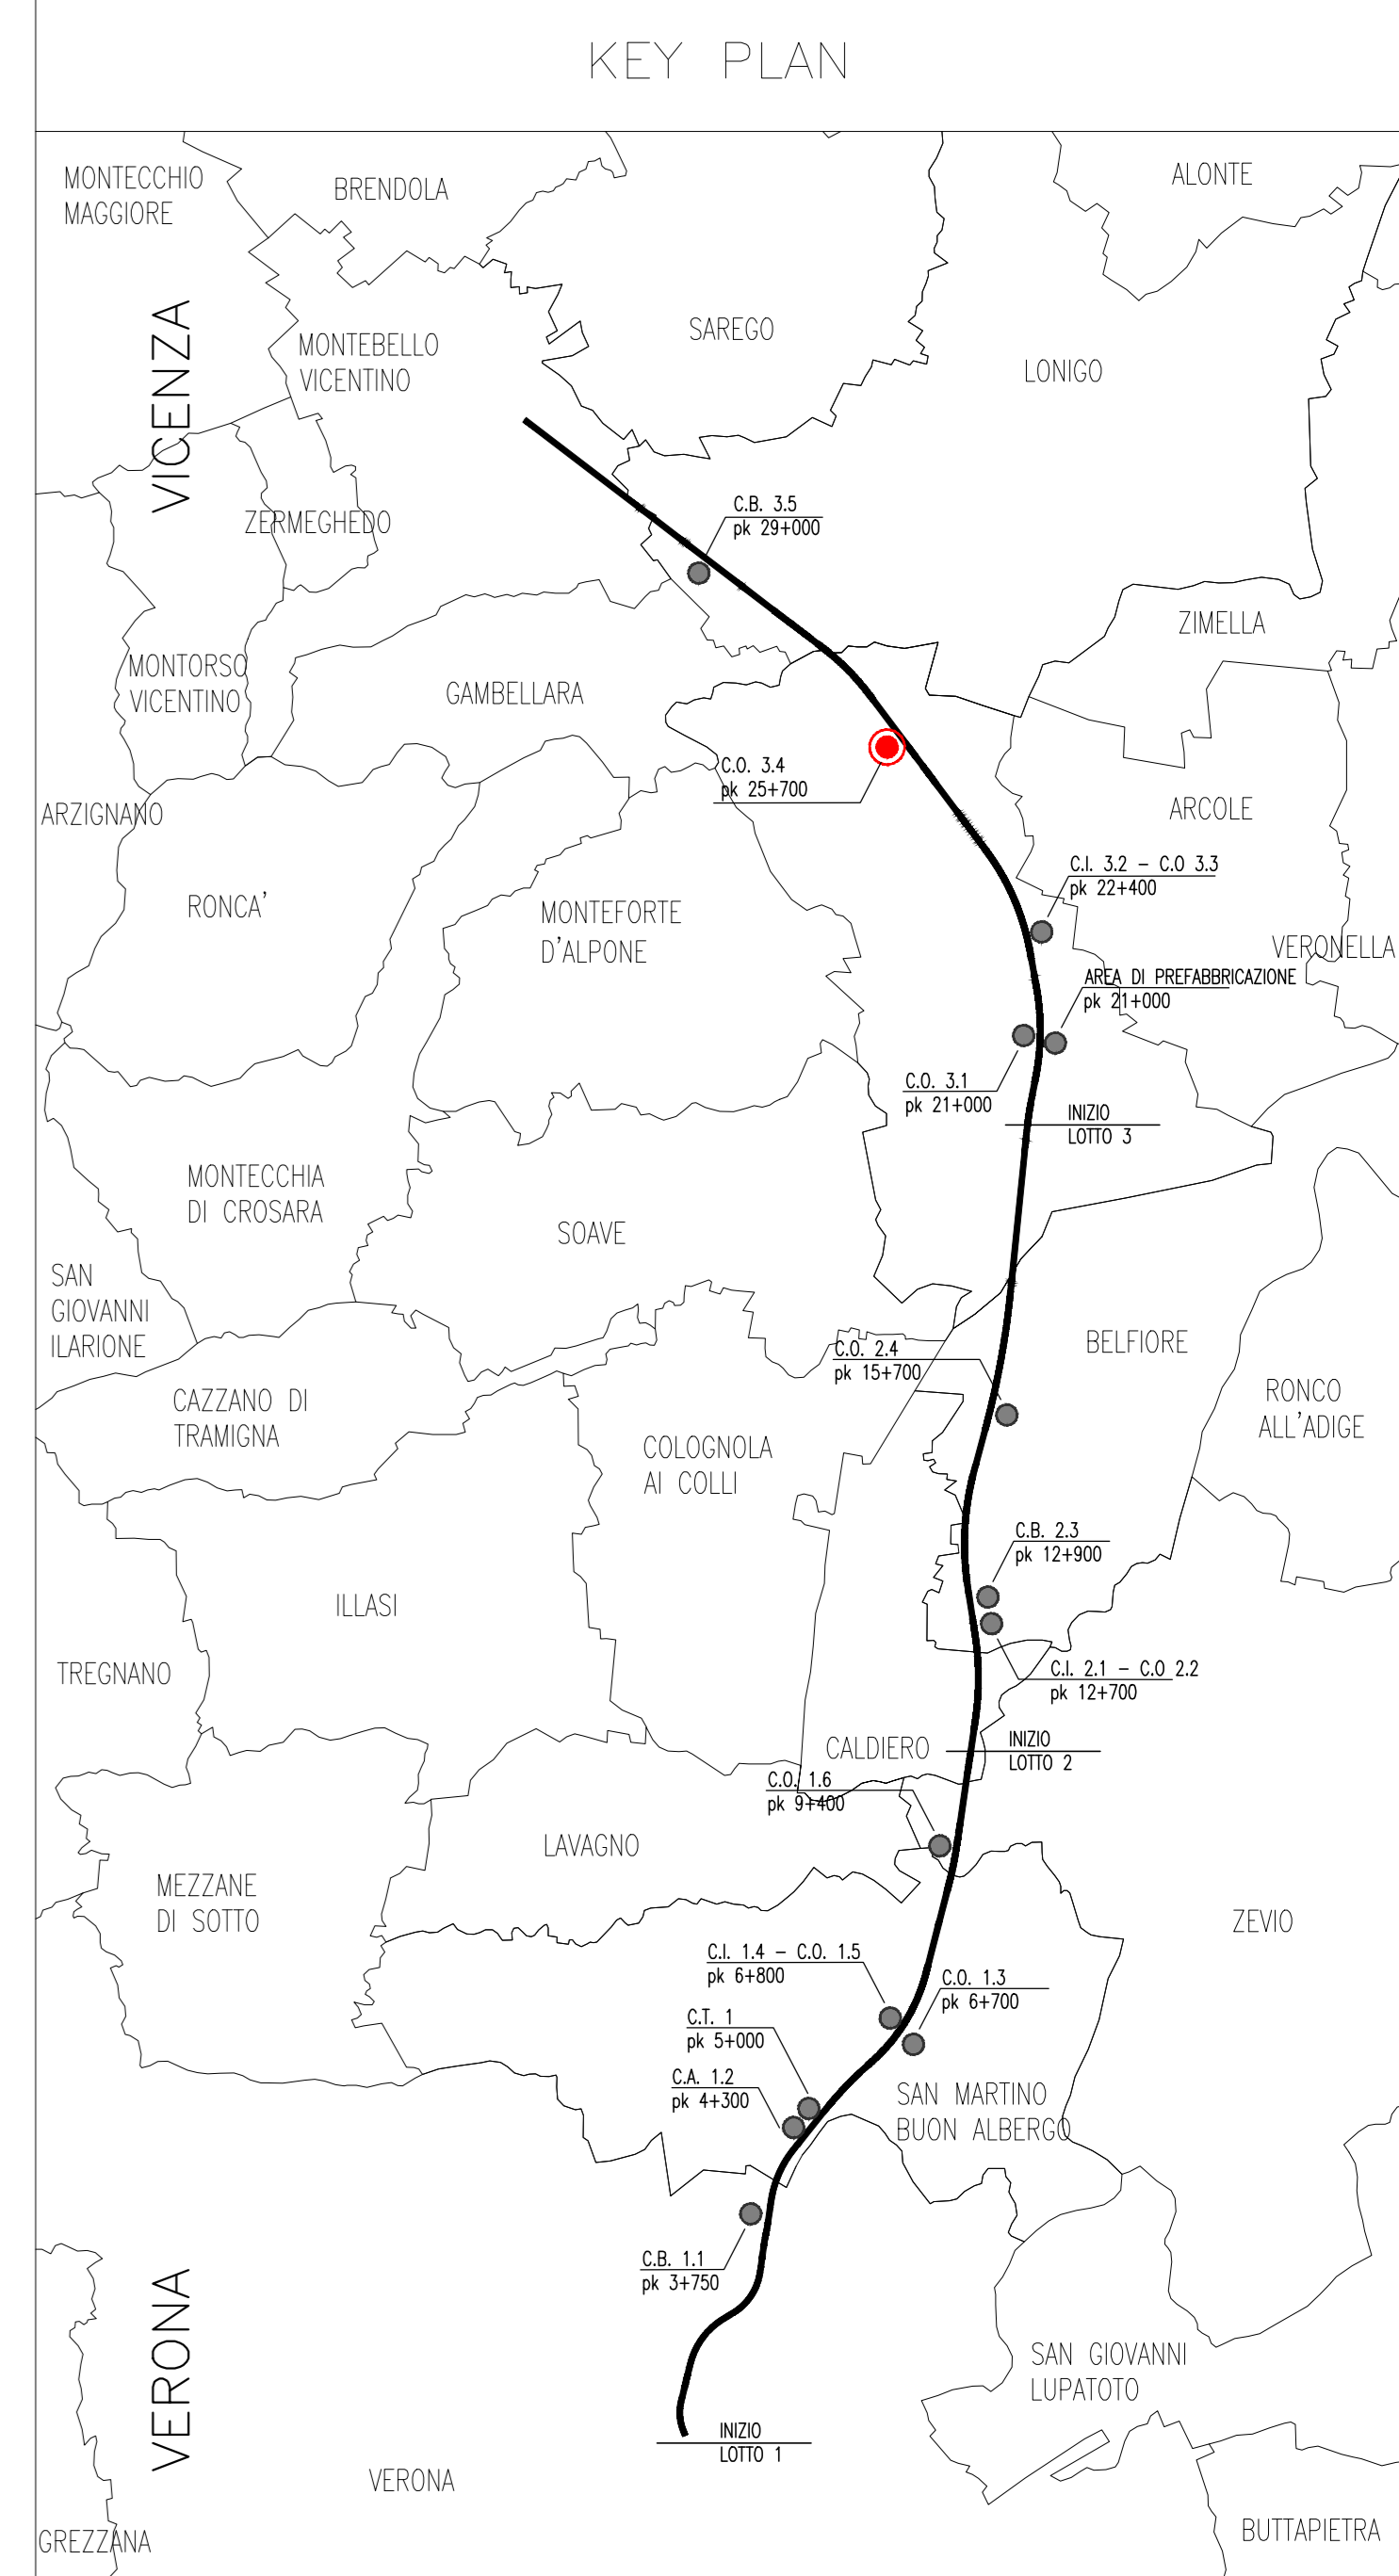 KEY PLAN
MONTECCHIO
MAGGIORE
BRENDOLA
ALONTE
VICENZA
SAREGO
MONTEBELLO
VICENTINO
LONIGO
C.B. 3.5
pk 29+000
ZERMEGHEDO
ZIMELLA
MONTORSO
VICENTINO
GAMBELLARA
C.O. 3.4
pk 25+700
ARZIGNANO
ARCOLE
C.I. 3.2 - C.O 3.3
pk 22+400
RONCA'
MONTEFORTE
D'ALPONE
VERONELLA
AREA DI PREFABBRICAZIONE
pk 21+000
C.O. 3.1
pk 21+000
INIZIO
LOTTO 3
MONTECCHIA
DI CROSARA
SOAVE
SAN
GIOVANNI
ILARIONE
BELFIORE
C.O. 2.4
pk 15+700
RONCO
ALL'ADIGE
CAZZANO DI
TRAMIGNA
COLOGNOLA
AI COLLI
C.B. 2.3
pk 12+900
ILLASI
TREGNANO
C.I. 2.1 - C.O 2.2
pk 12+700
CALDIERO
INIZIO
LOTTO 2
C.O. 1.6
pk 9+400
LAVAGNO
MEZZANE
DI SOTTO
ZEVIO
C.I. 1.4 - C.O. 1.5
pk 6+800
C.O. 1.3
pk 6+700
C.T. 1
pk 5+000
C.A. 1.2
pk 4+300
SAN MARTINO
BUON ALBERGO
C.B. 1.1
pk 3+750
VERONA
SAN GIOVANNI
LUPATOTO
INIZIO
LOTTO 1
VERONA
GREZZANA
BUTTAPIETRA